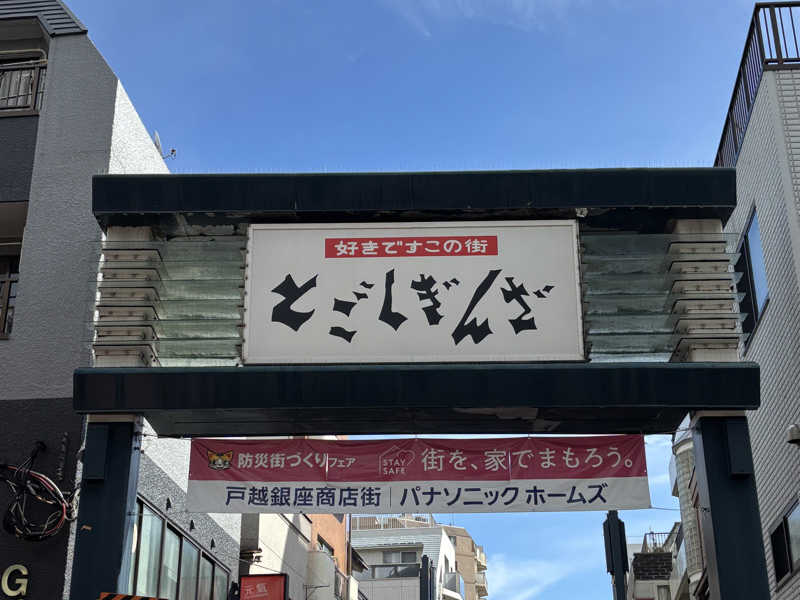 好きですこの街
とごしぎんざ
防災街づくりフェア STAY SAFE 街を、家でまもろう。
戸越銀座商店街 | パナソニック ホームズ
G
元氣